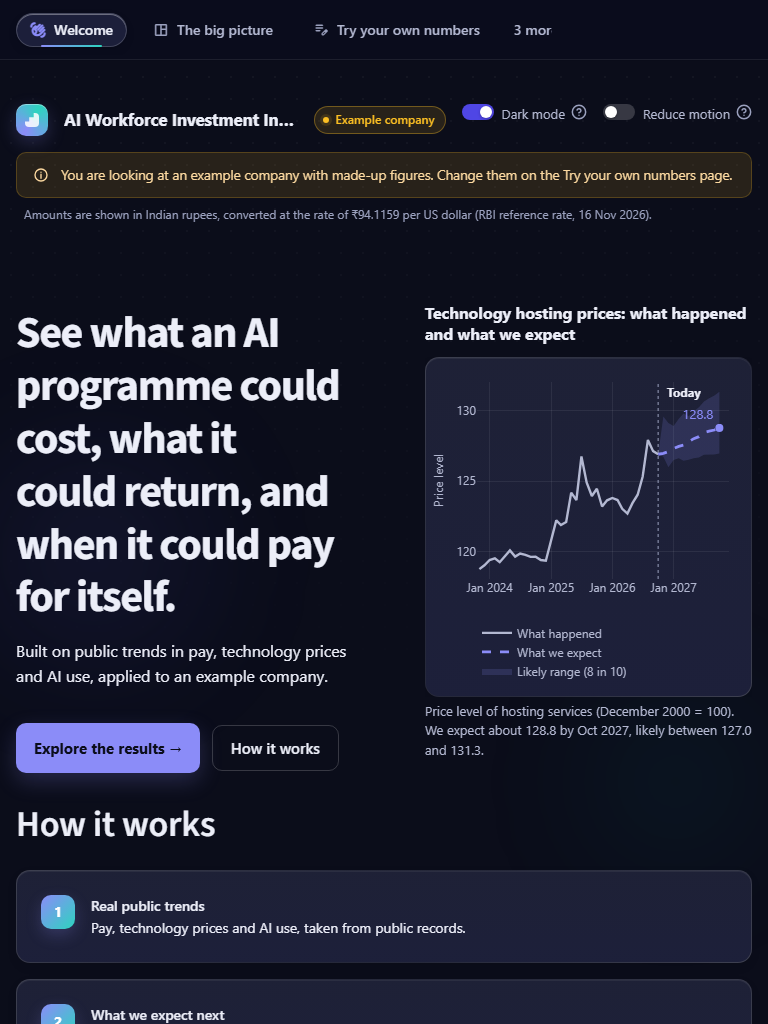 Welcome
The big picture
Try your own numbers
3 mor
AI Workforce Investment In...
Example company
Dark mode
Reduce motion
You are looking at an example company with made-up figures. Change them on the Try your own numbers page.
Amounts are shown in Indian rupees, converted at the rate of ₹94.1159 per US dollar (RBI reference rate, 16 Nov 2026).
See what an AI
programme could
cost, what it
could return, and
when it could pay
for itself.
Built on public trends in pay, technology prices
and AI use, applied to an example company.
Explore the results →
How it works
Technology hosting prices: what happened
and what we expect
Today
128.8
130
125
120
Price level
Jan 2024
Jan 2025
Jan 2026
Jan 2027
What happened
What we expect
Likely range (8 in 10)
Price level of hosting services (December 2000 = 100).
We expect about 128.8 by Oct 2027, likely between 127.0
and 131.3.
How it works
1
Real public trends
Pay, technology prices and AI use, taken from public records.
2
What we expect next